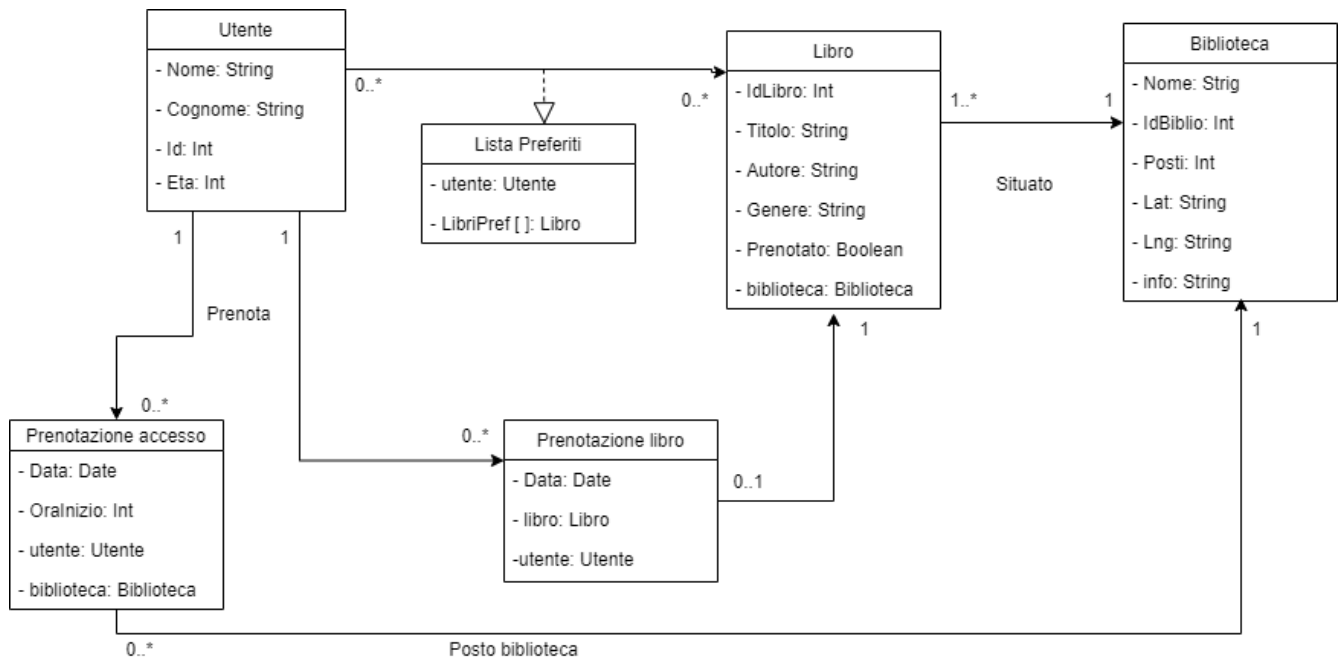 Utente
- Nome: String
- Cognome: String
- Id: Int
- Eta: Int
0..*
0..*
Lista Preferiti
- utente: Utente
- LibriPref [ ]: Libro
Libro
- IdLibro: Int
- Titolo: String
- Autore: String
- Genere: String
- Prenotato: Boolean
- biblioteca: Biblioteca
1..*
1
Situato
Biblioteca
- Nome: Strig
- IdBiblio: Int
- Posti: Int
- Lat: String
- Lng: String
- info: String
1
1
Prenota
0..*
0..*
1
1
Prenotazione accesso
- Data: Date
- OraInizio: Int
- utente: Utente
- biblioteca: Biblioteca
Prenotazione libro
- Data: Date
- libro: Libro
-utente: Utente
0..1
0..*
Posto biblioteca